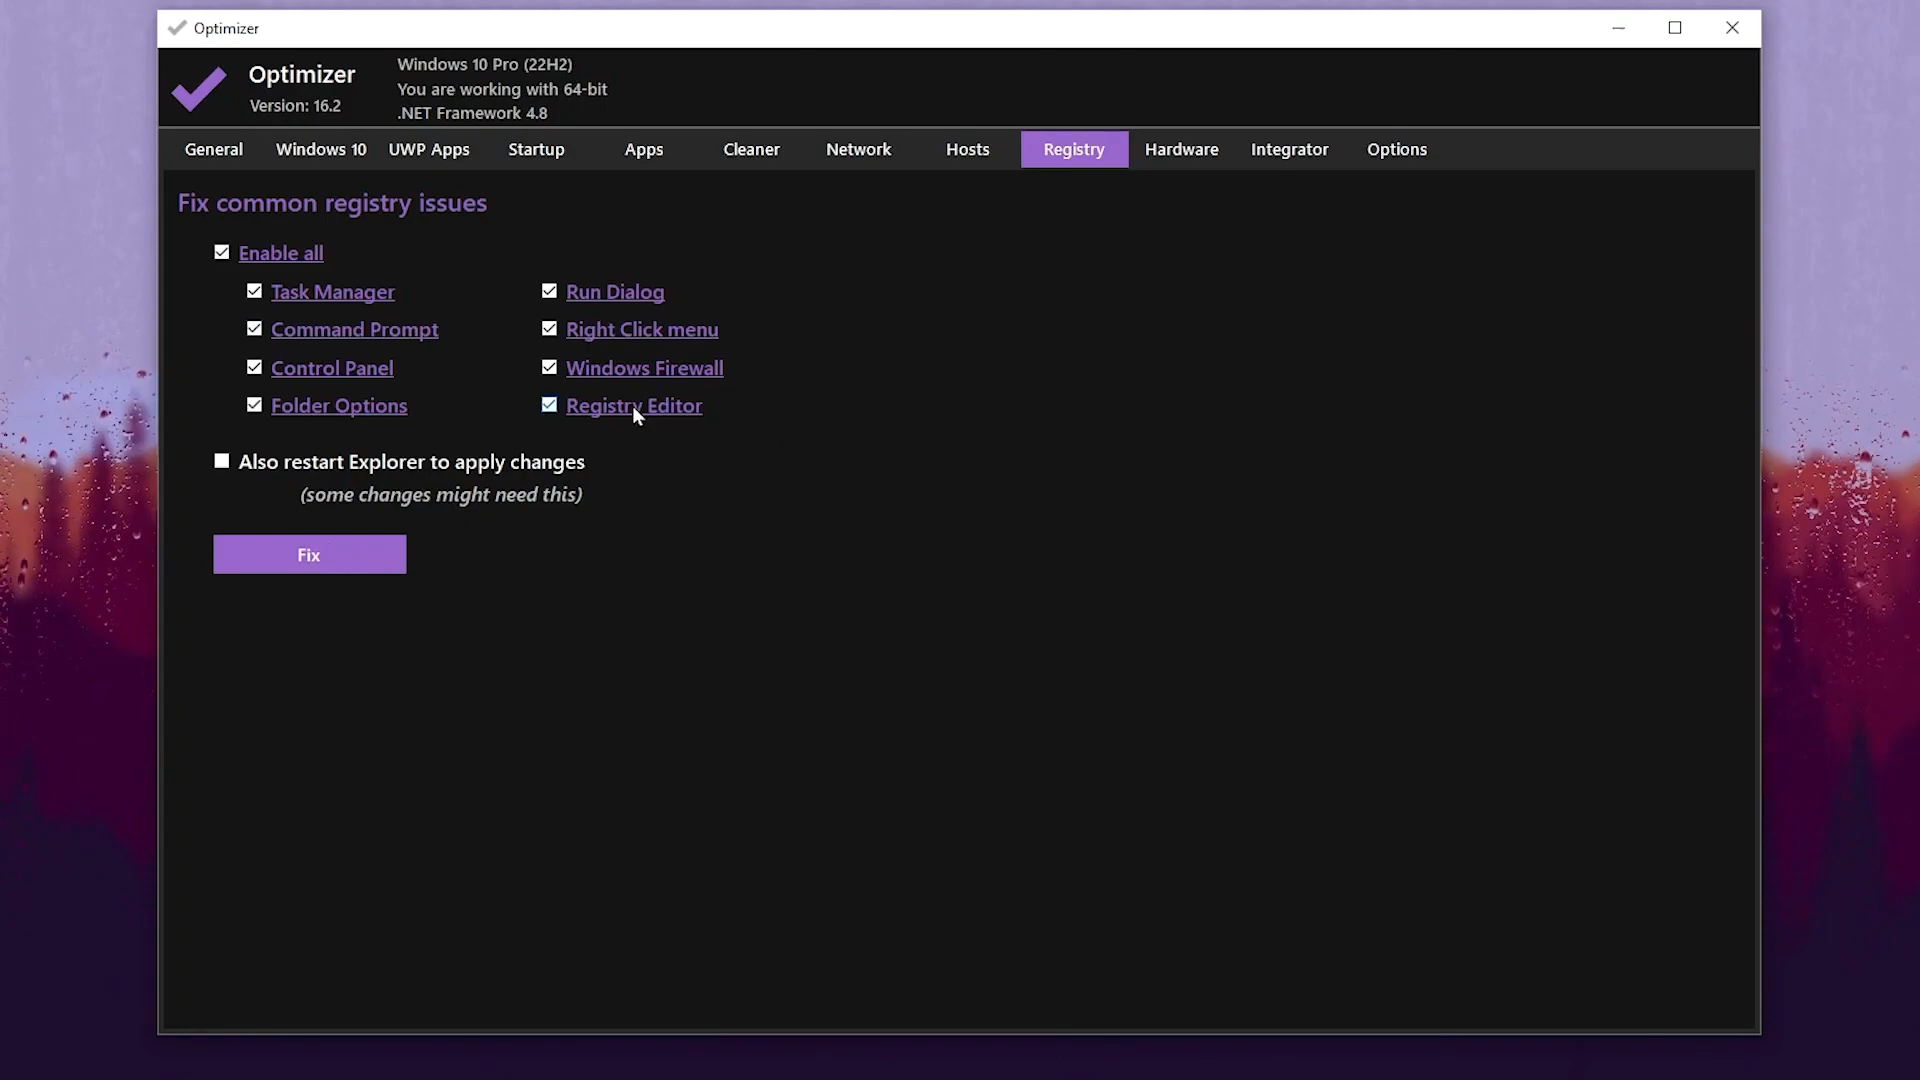 Optimizer
Optimizer
Version: 16.2
Windows 10 Pro (22H2)
You are working with 64-bit
.NET Framework 4.8
General Windows 10 UWP Apps Startup Apps Cleaner Network Hosts Registry Hardware Integrator Options
Fix common registry issues
Enable all
Task Manager Run Dialog
Command Prompt Right Click menu
Control Panel Windows Firewall
Folder Options Registry Editor
Also restart Explorer to apply changes
(some changes might need this)
Fix